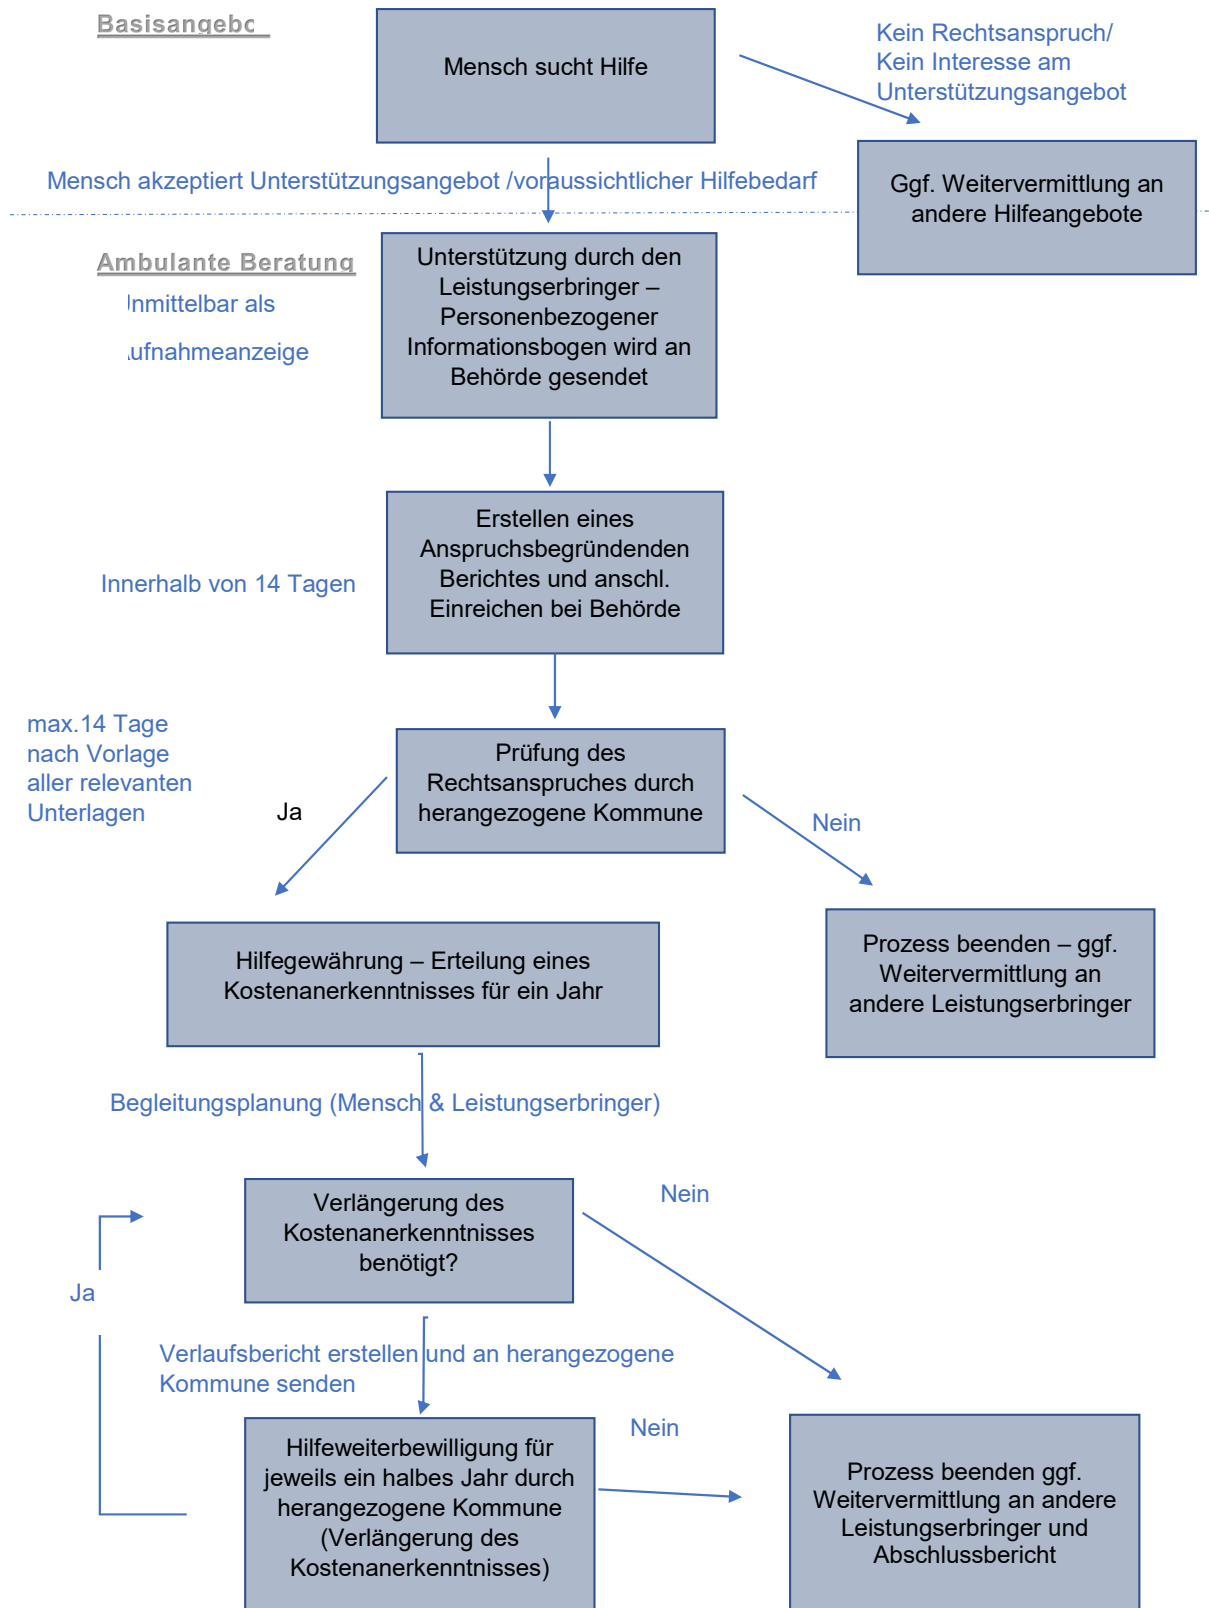 Basisangebo
Mensch sucht Hilfe
Kein Rechtsanspruch/
Kein Interesse am
Unterstützungsangebot
Mensch akzeptiert Unterstützungsangebot /voraussichtlicher Hilfebedarf
Ggf. Weitervermittlung an
andere Hilfeangebote
Ambulante Beratung
Unterstützung durch den
Leistungserbringer –
Personenbezogener
Informationsbogen wird an
Behörde gesendet
nmittelbar als
ufnahmeanzeige
Erstellen eines
Anspruchsbegründenden
Berichtes und anschl.
Einreichen bei Behörde
Innerhalb von 14 Tagen
max.14 Tage
nach Vorlage
aller relevanten
Unterlagen
Prüfung des
Rechtsanspruches durch
herangezogene Kommune
Ja
Nein
Hilfegewährung – Erteilung eines
Kostenanerkenntnisses für ein Jahr
Prozess beenden – ggf.
Weitervermittlung an
andere Leistungserbringer
Begleitungsplanung (Mensch & Leistungserbringer)
Verlängerung des
Kostenanerkenntnisses
benötigt?
Nein
Ja
Verlaufsbericht erstellen und an herangezogene
Kommune senden
Hilfeweiterbewilligung für
jeweils ein halbes Jahr durch
herangezogene Kommune
(Verlängerung des
Kostenanerkenntnisses)
Nein
Prozess beenden ggf.
Weitervermittlung an andere
Leistungserbringer und
Abschlussbericht